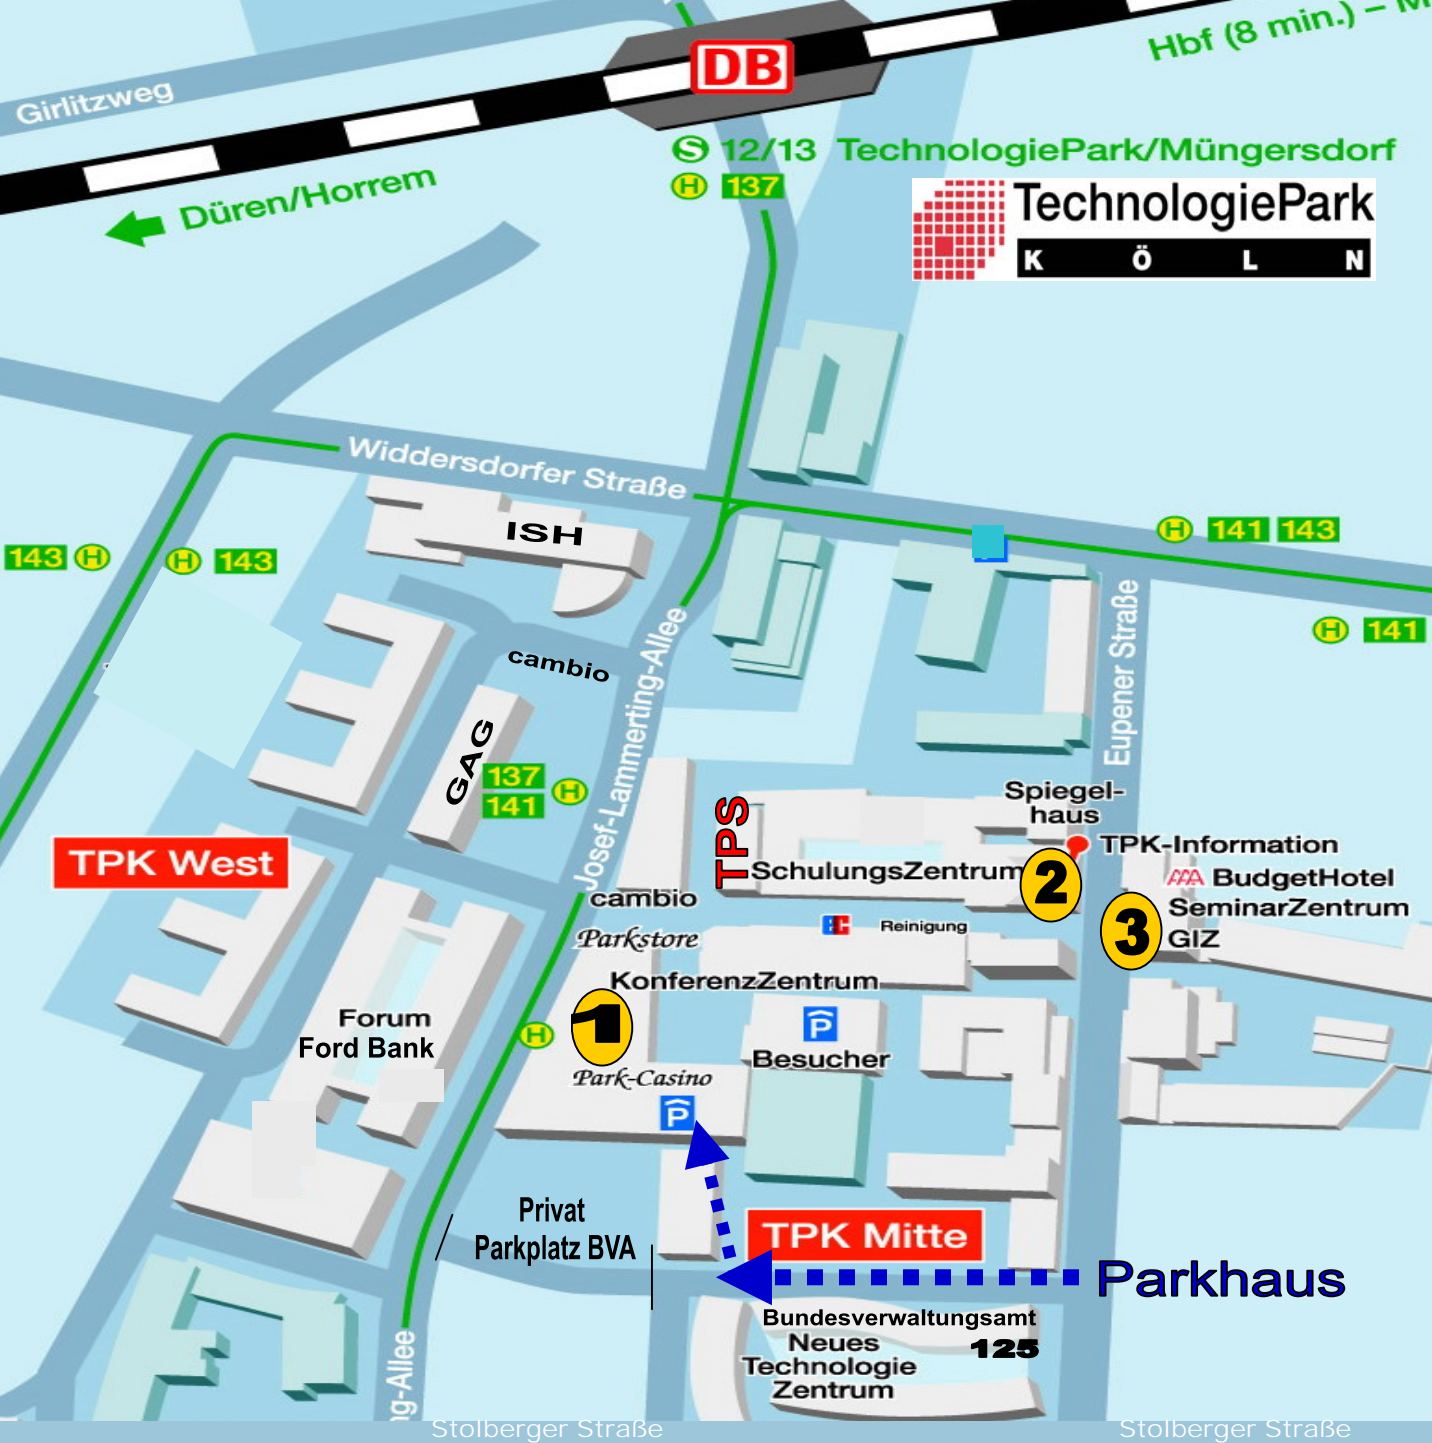 DB
Hbf (8 min.) – M
Girlitzweg
S 12/13 TechnologiePark/Müngersdorf
H 137
Düren/Horrem
TechnologiePark
K Ö L N
Widdersdorfer Straße
ISH
H 141 143
143 H
H 143
H 141
Eupener Straße
cambio
Josef-Lammerting-Allee
GAG
137 H
141
Spiegel-
haus
TPS
TPK-Information
TPK West
SchulungsZentrum
2
BudgetHotel
cambio
SeminarZentrum
3
GIZ
EC Reinigung
Parkstore
KonferenzZentrum
Forum
Ford Bank
H
1
P
Besucher
Park-Casino
P
Privat
Parkplatz BVA
TPK Mitte
Parkhaus
Bundesverwaltungsamt
125
Neues
Technologie
Zentrum
ng-Allee
Stolberger Straße
Stolberger Straße